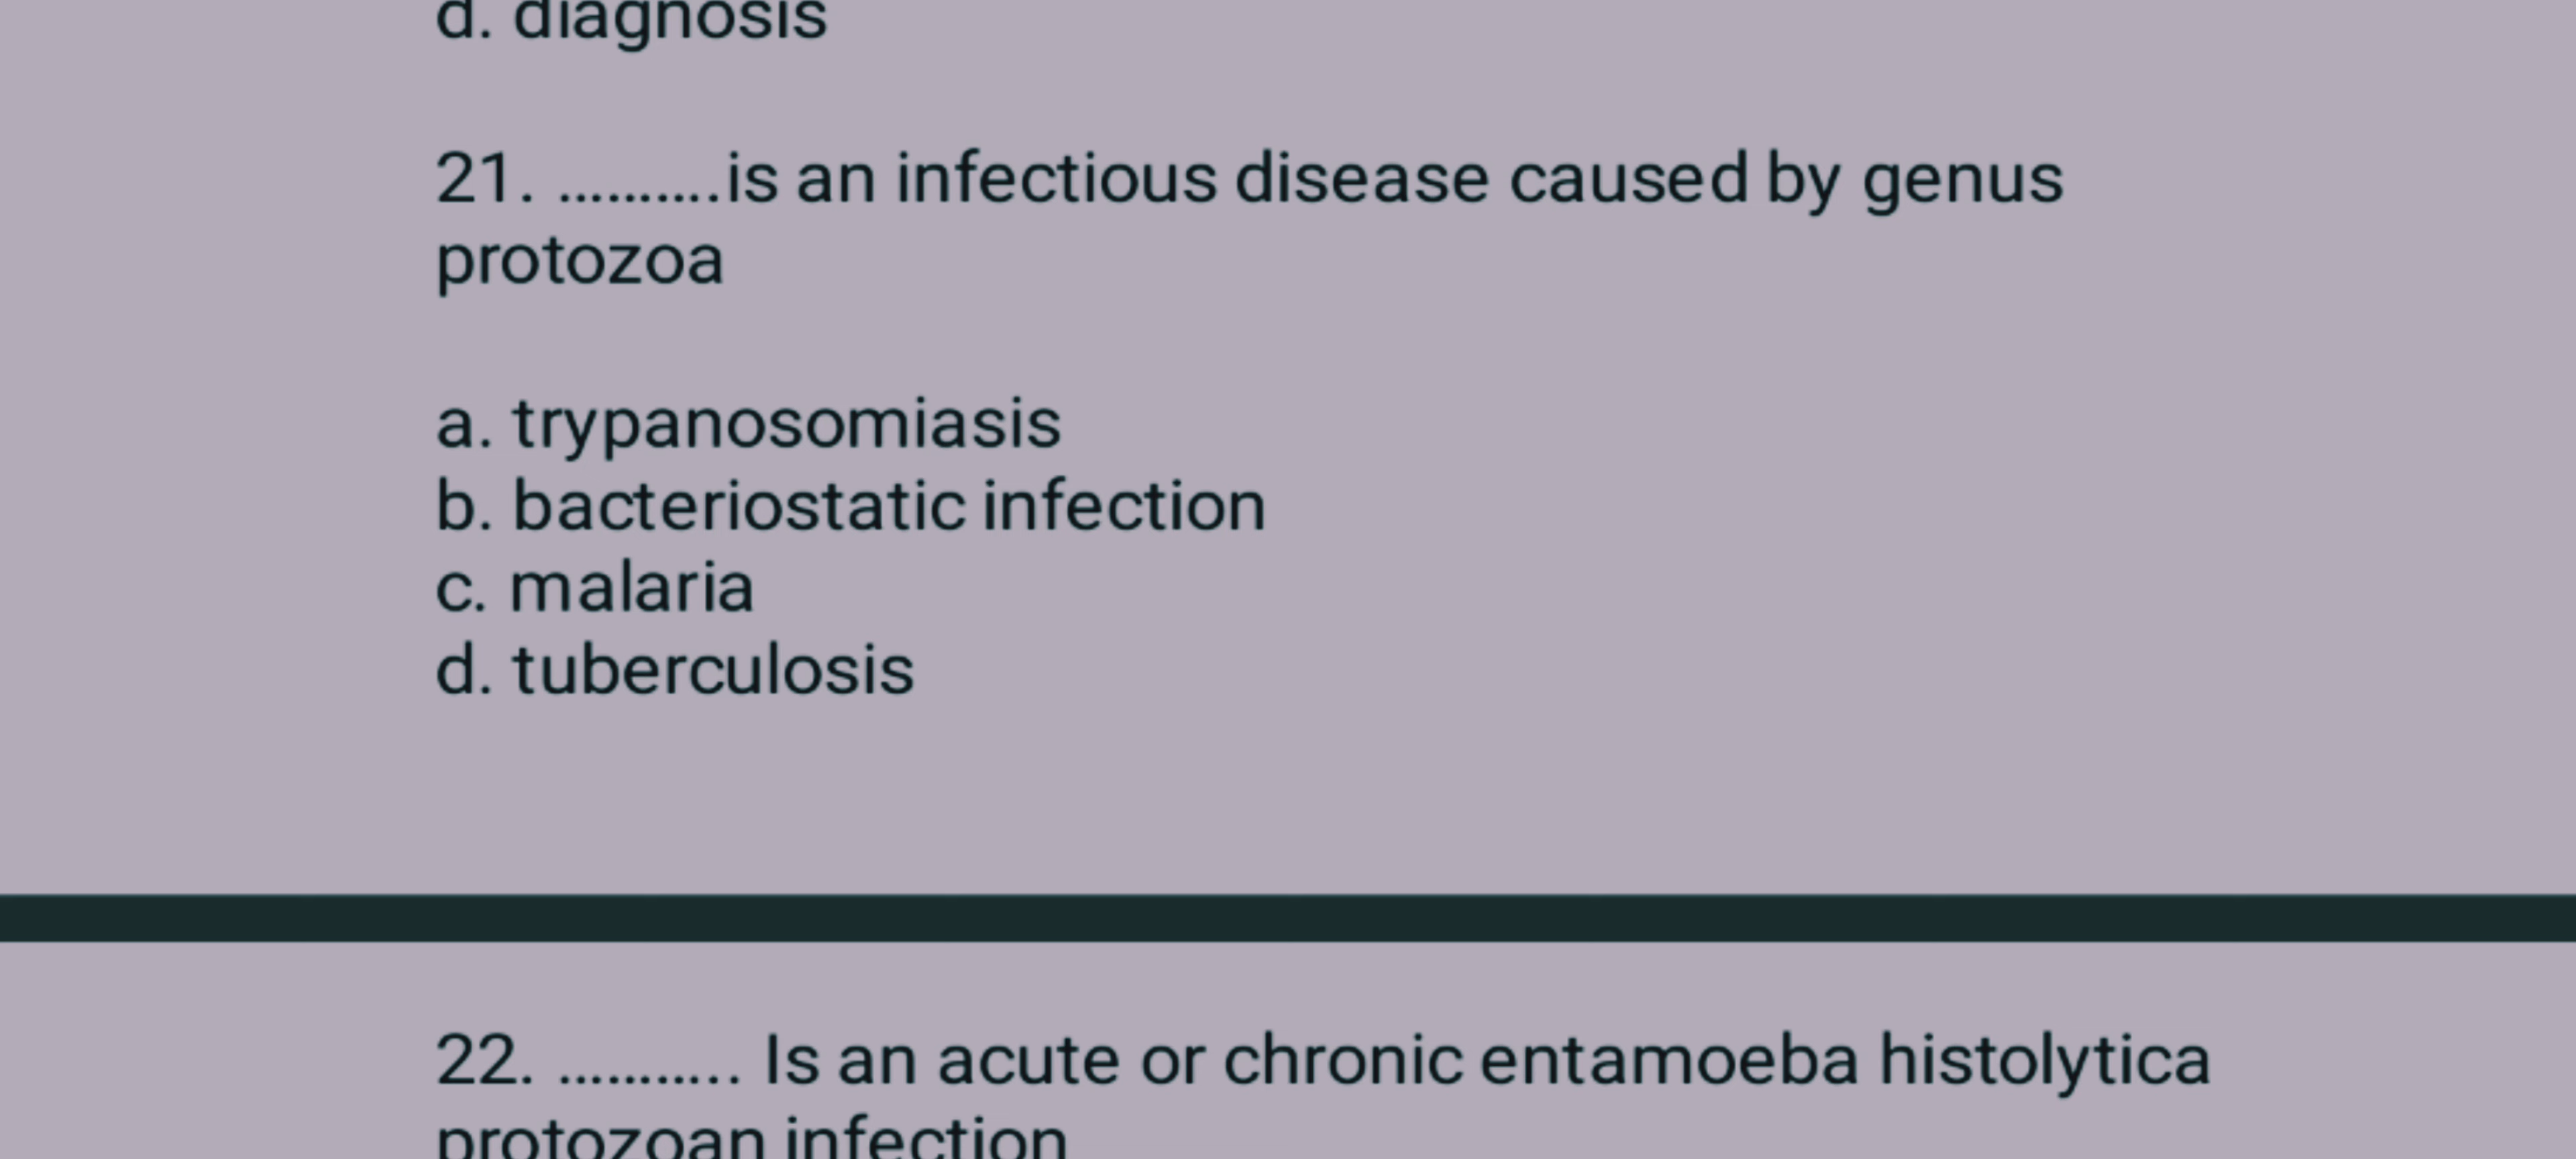 d. diagnosis
21. ..........is an infectious disease caused by genus
protozoa
a. trypanosomiasis
b. bacteriostatic infection
c. malaria
d. tuberculosis
22. ........... Is an acute or chronic entamoeba histolytica
protozoan infection